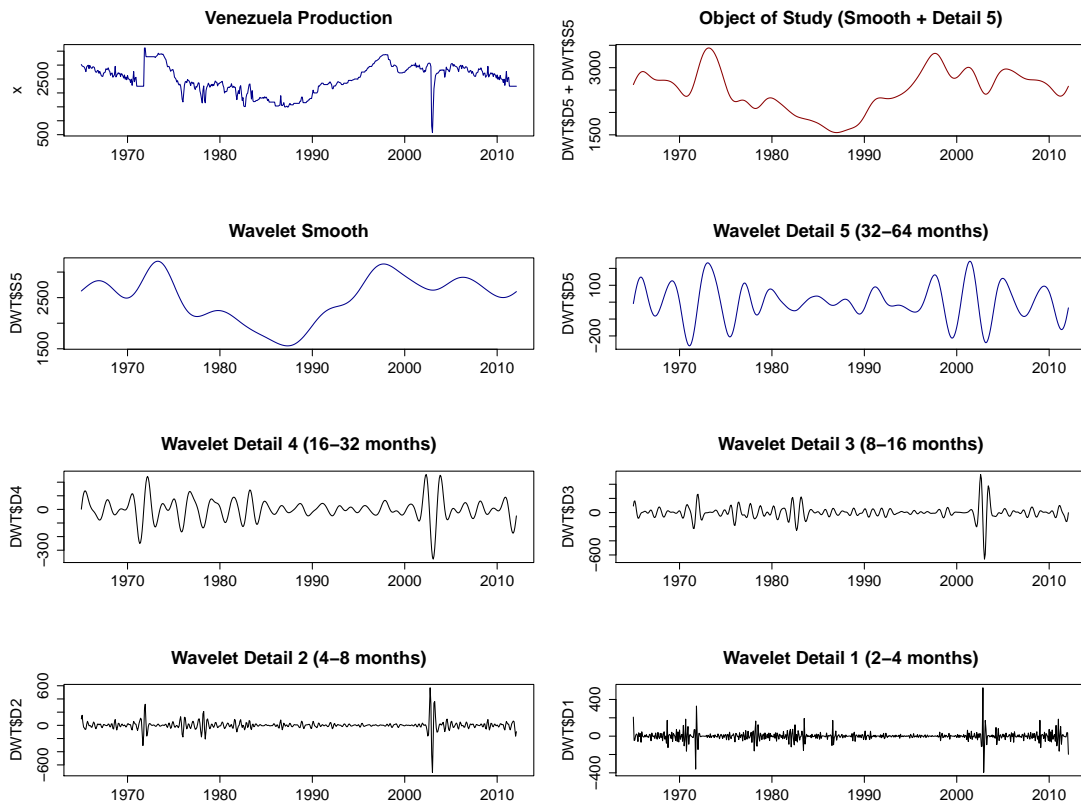 Venezuela Production
x
500
2500
1970 1980 1990 2000 2010
Object of Study (Smooth + Detail 5)
DWT$D5 + DWT$S5
1500
3000
1970 1980 1990 2000 2010
Wavelet Smooth
DWT$S5
1500
2500
1970 1980 1990 2000 2010
Wavelet Detail 5 (32−64 months)
DWT$D5
−200
100
1970 1980 1990 2000 2010
Wavelet Detail 4 (16−32 months)
DWT$D4
−300
0
1970 1980 1990 2000 2010
Wavelet Detail 3 (8−16 months)
DWT$D3
−600
0
1970 1980 1990 2000 2010
Wavelet Detail 2 (4−8 months)
DWT$D2
−600
0
600
1970 1980 1990 2000 2010
Wavelet Detail 1 (2−4 months)
DWT$D1
−400
0
400
1970 1980 1990 2000 2010